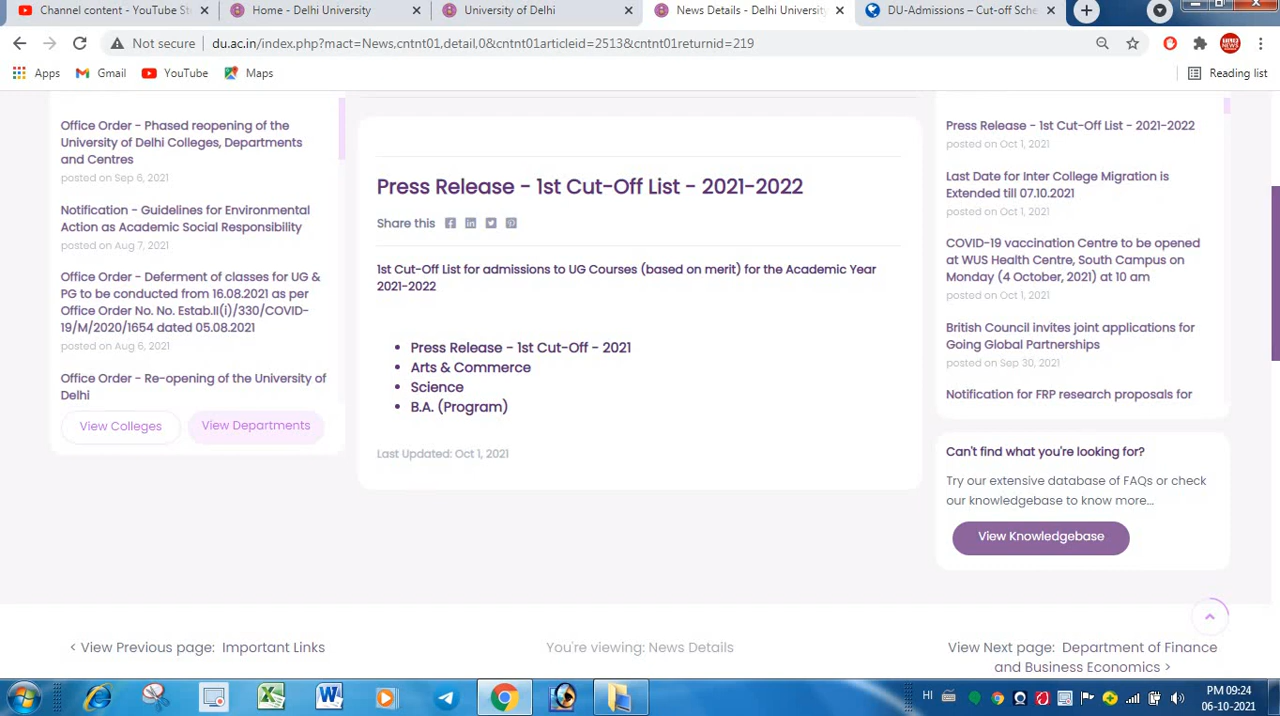 Channel content - YouTube St
Home - Delhi University
University of Delhi
News Details - Delhi University
DU-Admissions – Cut-off Sche
Not secure
du.ac.in/index.php?mact=News,cntnt01,detail,0&cntnt01articleid=2513&cntnt01returnid=219
Apps
Gmail
YouTube
Maps
Reading list
Office Order - Phased reopening of the
University of Delhi Colleges, Departments
and Centres
posted on Sep 6, 2021
Notification - Guidelines for Environmental
Action as Academic Social Responsibility
posted on Aug 7, 2021
Office Order - Deferment of classes for UG &
PG to be conducted from 16.08.2021 as per
Office Order No. No. Estab.II(i)/330/COVID-
19/M/2020/1654 dated 05.08.2021
posted on Aug 6, 2021
Office Order - Re-opening of the University of
Delhi
View Colleges
View Departments
Press Release - 1st Cut-Off List - 2021-2022
Share this
1st Cut-Off List for admissions to UG Courses (based on merit) for the Academic Year
2021-2022
• Press Release - 1st Cut-Off - 2021
• Arts & Commerce
• Science
• B.A. (Program)
Last Updated: Oct 1, 2021
Press Release - 1st Cut-Off List - 2021-2022
posted on Oct 1, 2021
Last Date for Inter College Migration is
Extended till 07.10.2021
posted on Oct 1, 2021
COVID-19 vaccination Centre to be opened
at WUS Health Centre, South Campus on
Monday (4 October, 2021) at 10 am
posted on Oct 1, 2021
British Council invites joint applications for
Going Global Partnerships
posted on Sep 30, 2021
Notification for FRP research proposals for
Can't find what you're looking for?
Try our extensive database of FAQs or check
our knowledgebase to know more...
View Knowledgebase
< View Previous page: Important Links
You're viewing: News Details
View Next page: Department of Finance
and Business Economics >
HI
PM 09:24
06-10-2021